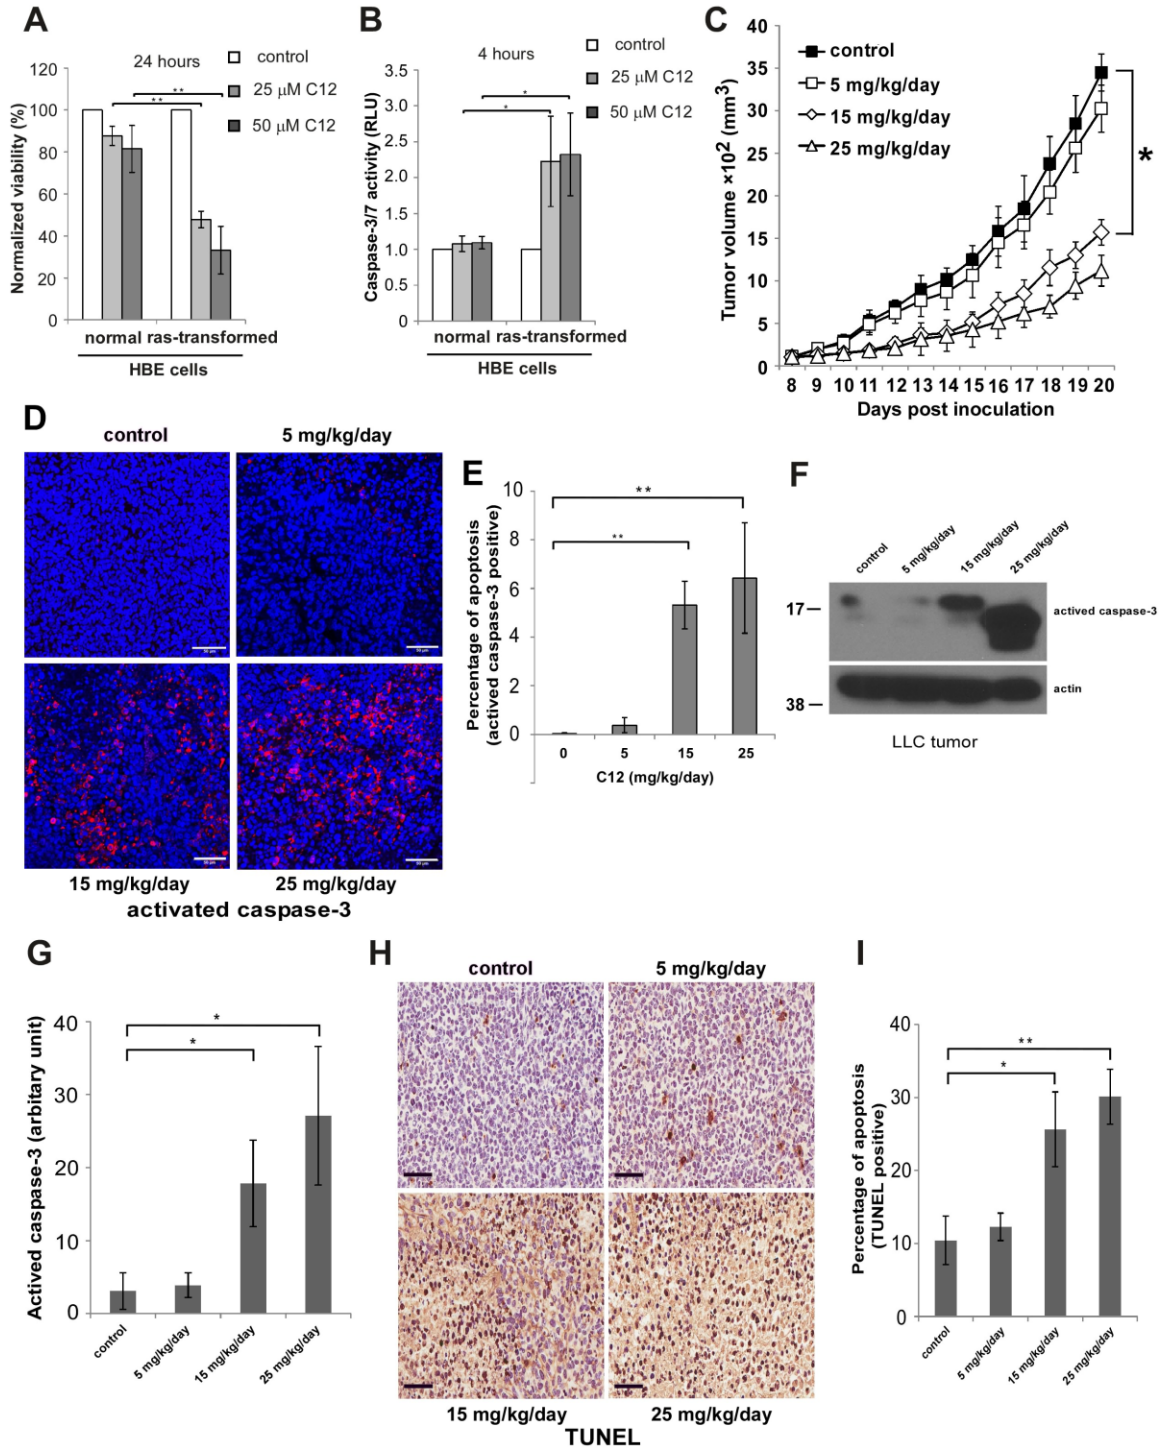 A
24 hours
control
25 μM C12
50 μM C12
** 
**
Normalized viability (%)
120
100
80
60
40
20
0
normal ras-transformed
HBE cells
B
4 hours
control
25 μM C12
50 μM C12
*
*
Caspase-3/7 activity (RLU)
3.5
3.0
2.5
2.0
1.5
1.0
0.5
0
normal ras-transformed
HBE cells
C
control
5 mg/kg/day
15 mg/kg/day
25 mg/kg/day
*
Tumor volume ×10² (mm³)
40
35
30
25
20
15
10
5
0
8 9 10 11 12 13 14 15 16 17 18 19 20
Days post inoculation
D
control 5 mg/kg/day
15 mg/kg/day 25 mg/kg/day
activated caspase-3
E
**
**
Percentage of apoptosis
(actived caspase-3 positive)
10
8
6
4
2
0
0 5 15 25
C12 (mg/kg/day)
F
control 5 mg/kg/day 15 mg/kg/day 25 mg/kg/day
17
actived caspase-3
actin
38
LLC tumor
G
*
*
Actived caspase-3 (arbitary unit)
40
30
20
10
0
control 5 mg/kg/day 15 mg/kg/day 25 mg/kg/day
H
control 5 mg/kg/day
15 mg/kg/day 25 mg/kg/day
TUNEL
I
**
*
Percentage of apoptosis
(TUNEL positive)
40
30
20
10
0
control 5 mg/kg/day 15 mg/kg/day 25 mg/kg/day